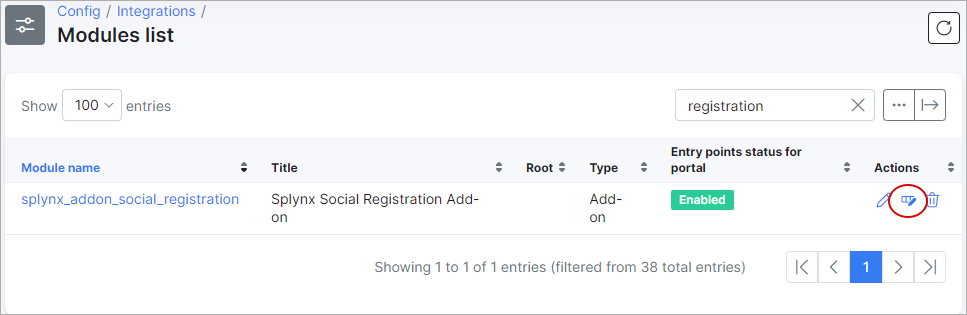 Config / Integrations /
Modules list
Show 100 entries
registration
Module name Title Root Type Entry points status for portal Actions
splynx_addon_social_registration Splynx Social Registration Add-on Add-on Enabled
Showing 1 to 1 of 1 entries (filtered from 38 total entries)
1